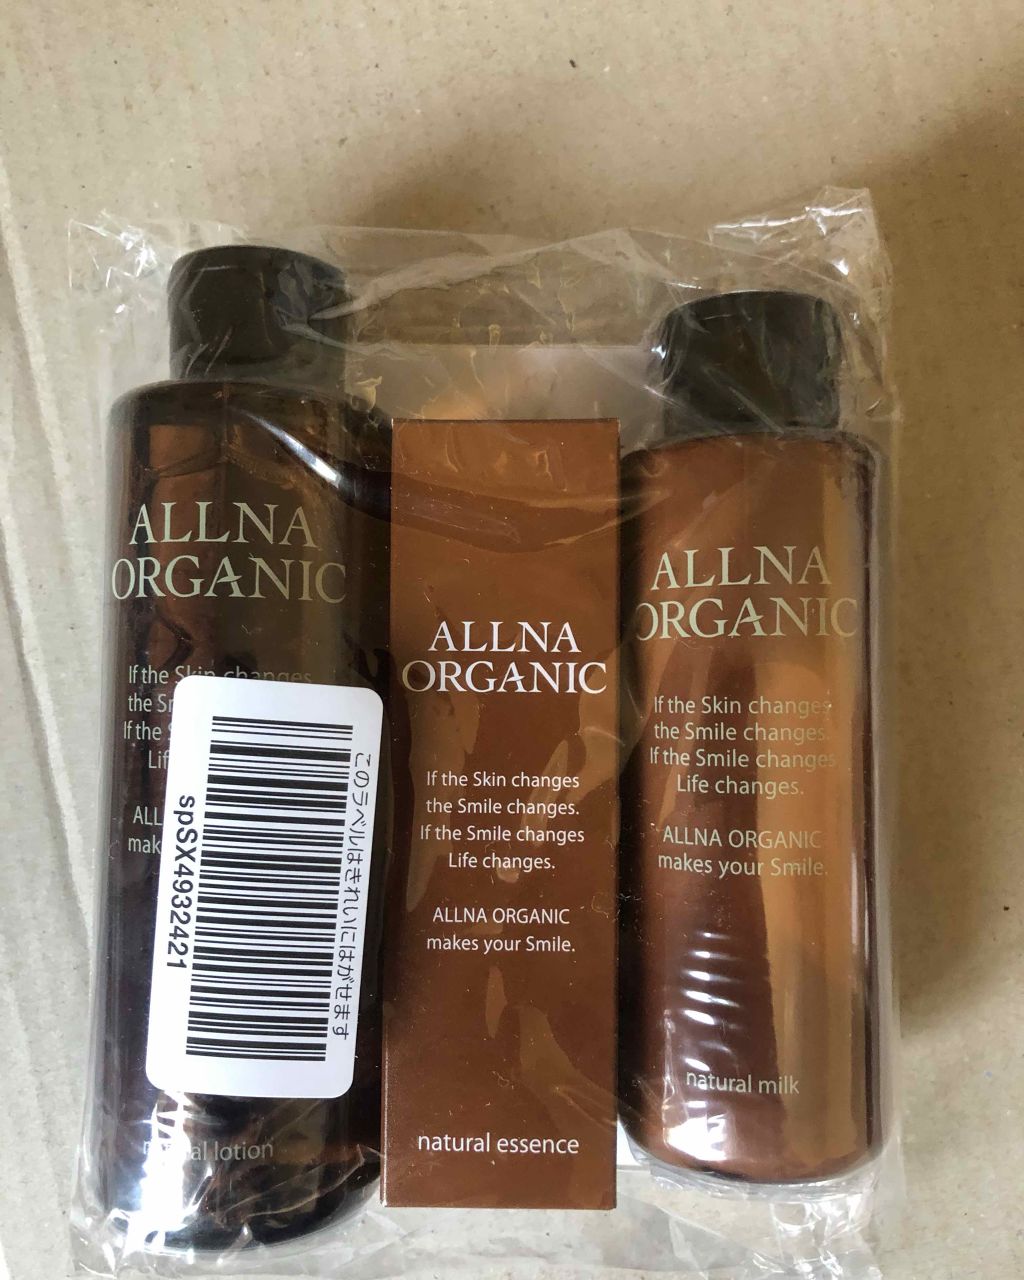 ALLNA
ORGANIC
If the Skin changes
the
If the
ALL
spSX4932421
このラベルはきれいにはがせます
lotion
ALLNA
ORGANIC
If the Skin changes
the Smile changes.
If the Smile changes
Life changes.
ALLNA ORGANIC
makes your Smile.
natural essence
ALLNA
ORGANIC
If the Skin changes
the Smile changes.
If the Smile changes
Life changes.
ALLNA ORGANIC
makes your Smile.
natural milk